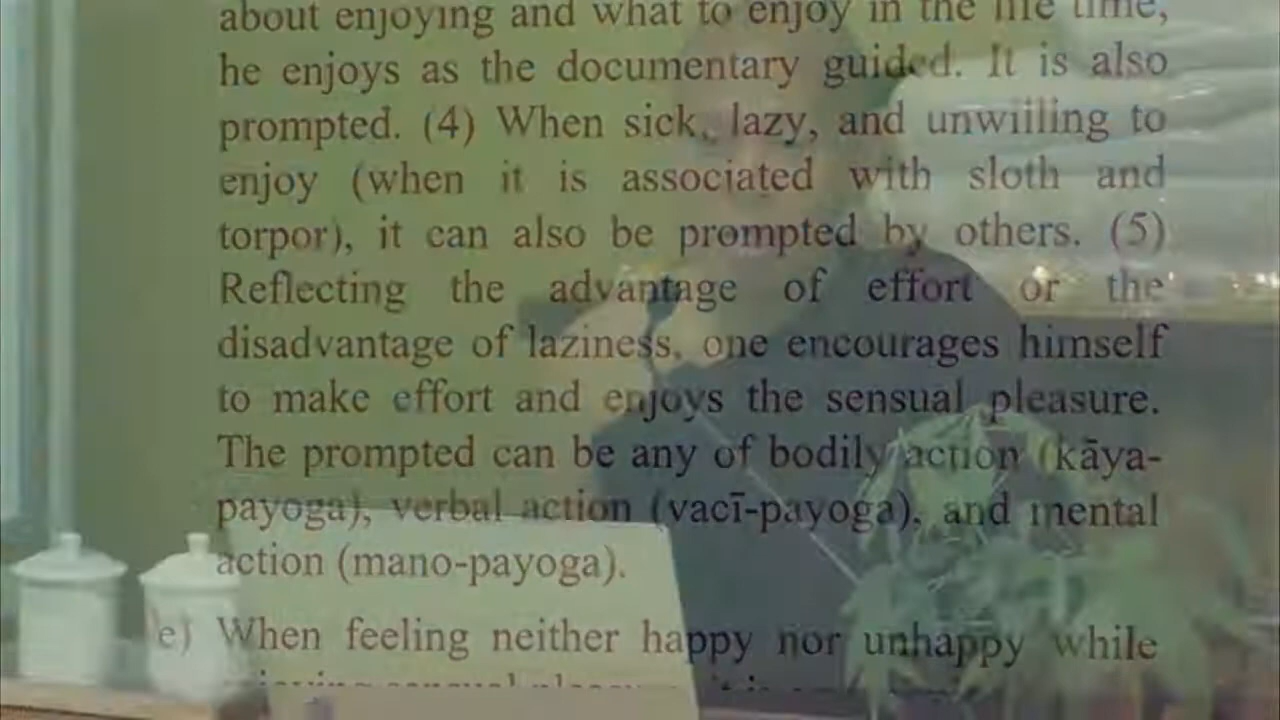 about enjoying and what to enjoy in the life time,
he enjoys as the documentary guided. It is also
prompted. (4) When sick, lazy, and unwiiling to
enjoy (when it is associated with sloth and
torpor), it can also be prompted by others. (5)
Reflecting the advantage of effort or the
disadvantage of laziness, one encourages himself
to make effort and enjoys the sensual pleasure.
The prompted can be any of bodily action (kāya-
payoga), verbal action (vacī-payoga), and mental
action (mano-payoga).
e) When feeling neither happy nor unhappy while